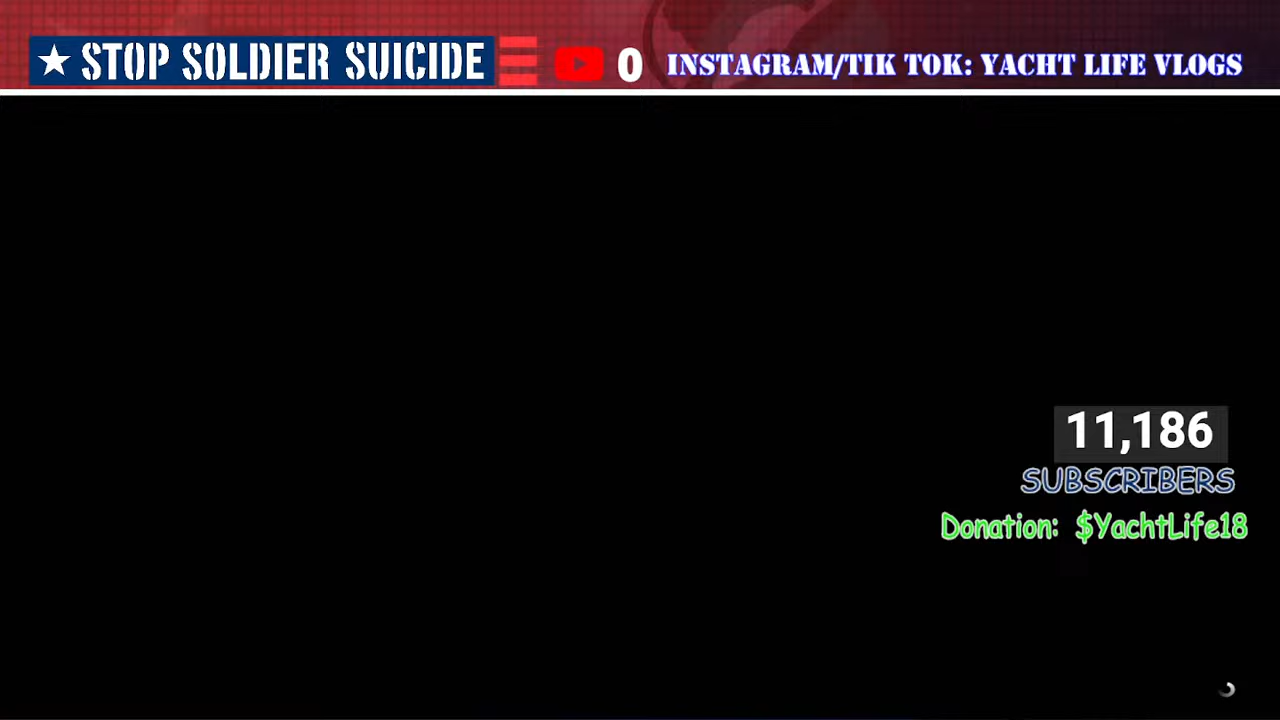 STOP SOLDIER SUICIDE
0
INSTAGRAM/TIK TOK: YACHT LIFE VLOGS
11,186
SUBSCRIBERS
Donation: $YachtLife18